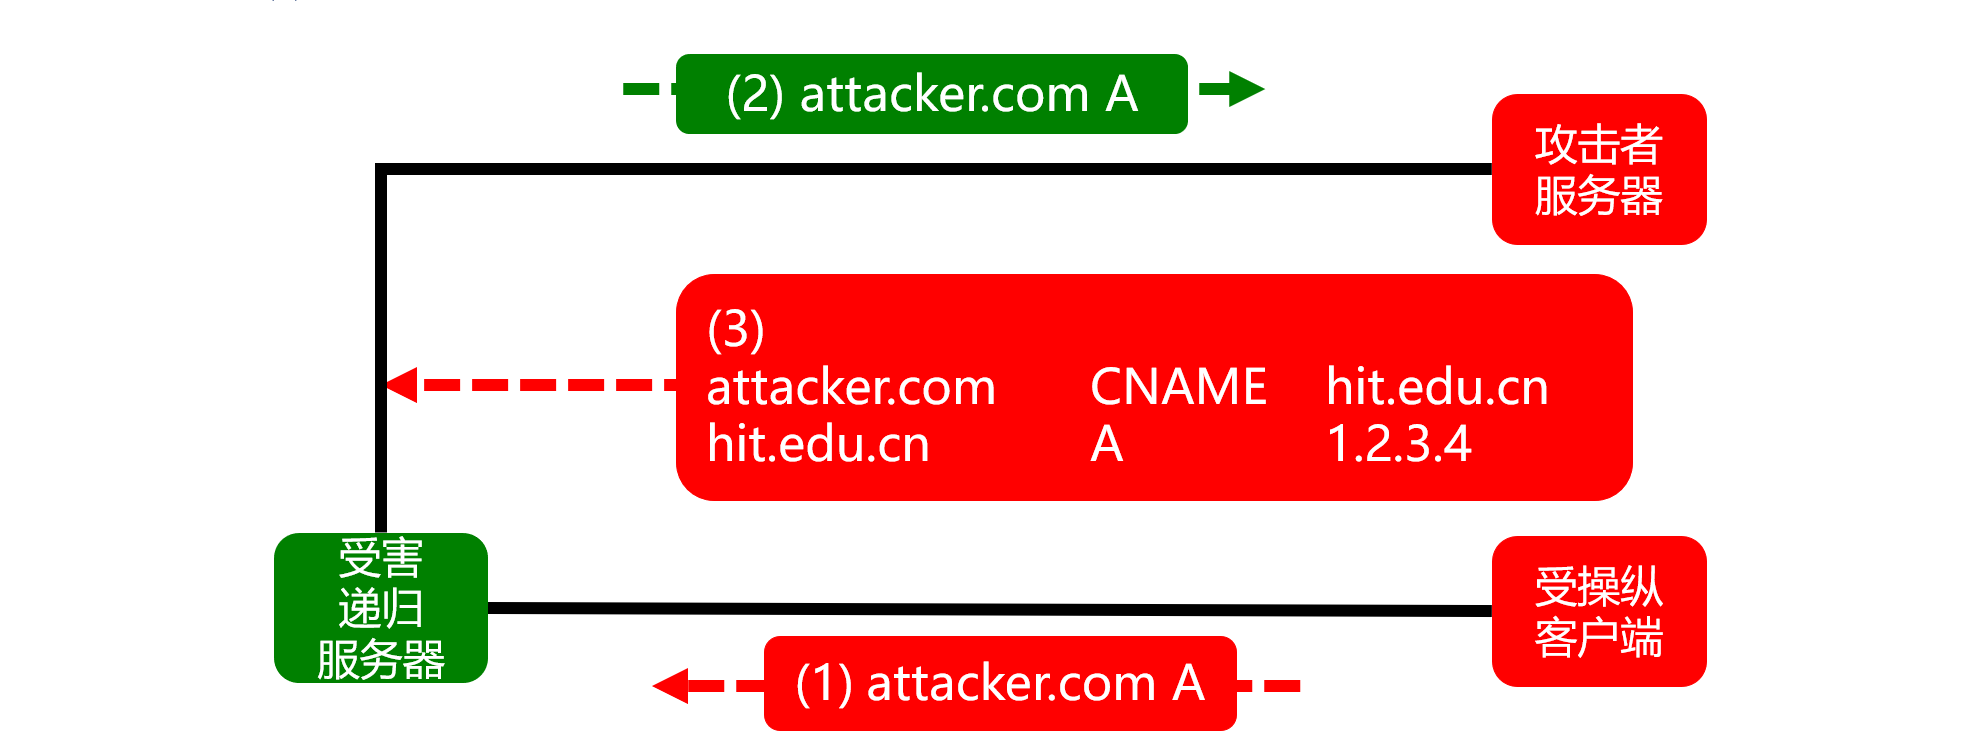 (2) attacker.com A
攻击者
服务器
(3)
attacker.com CNAME hit.edu.cn
hit.edu.cn A 1.2.3.4
受害
递归
服务器
受操纵
客户端
(1) attacker.com A